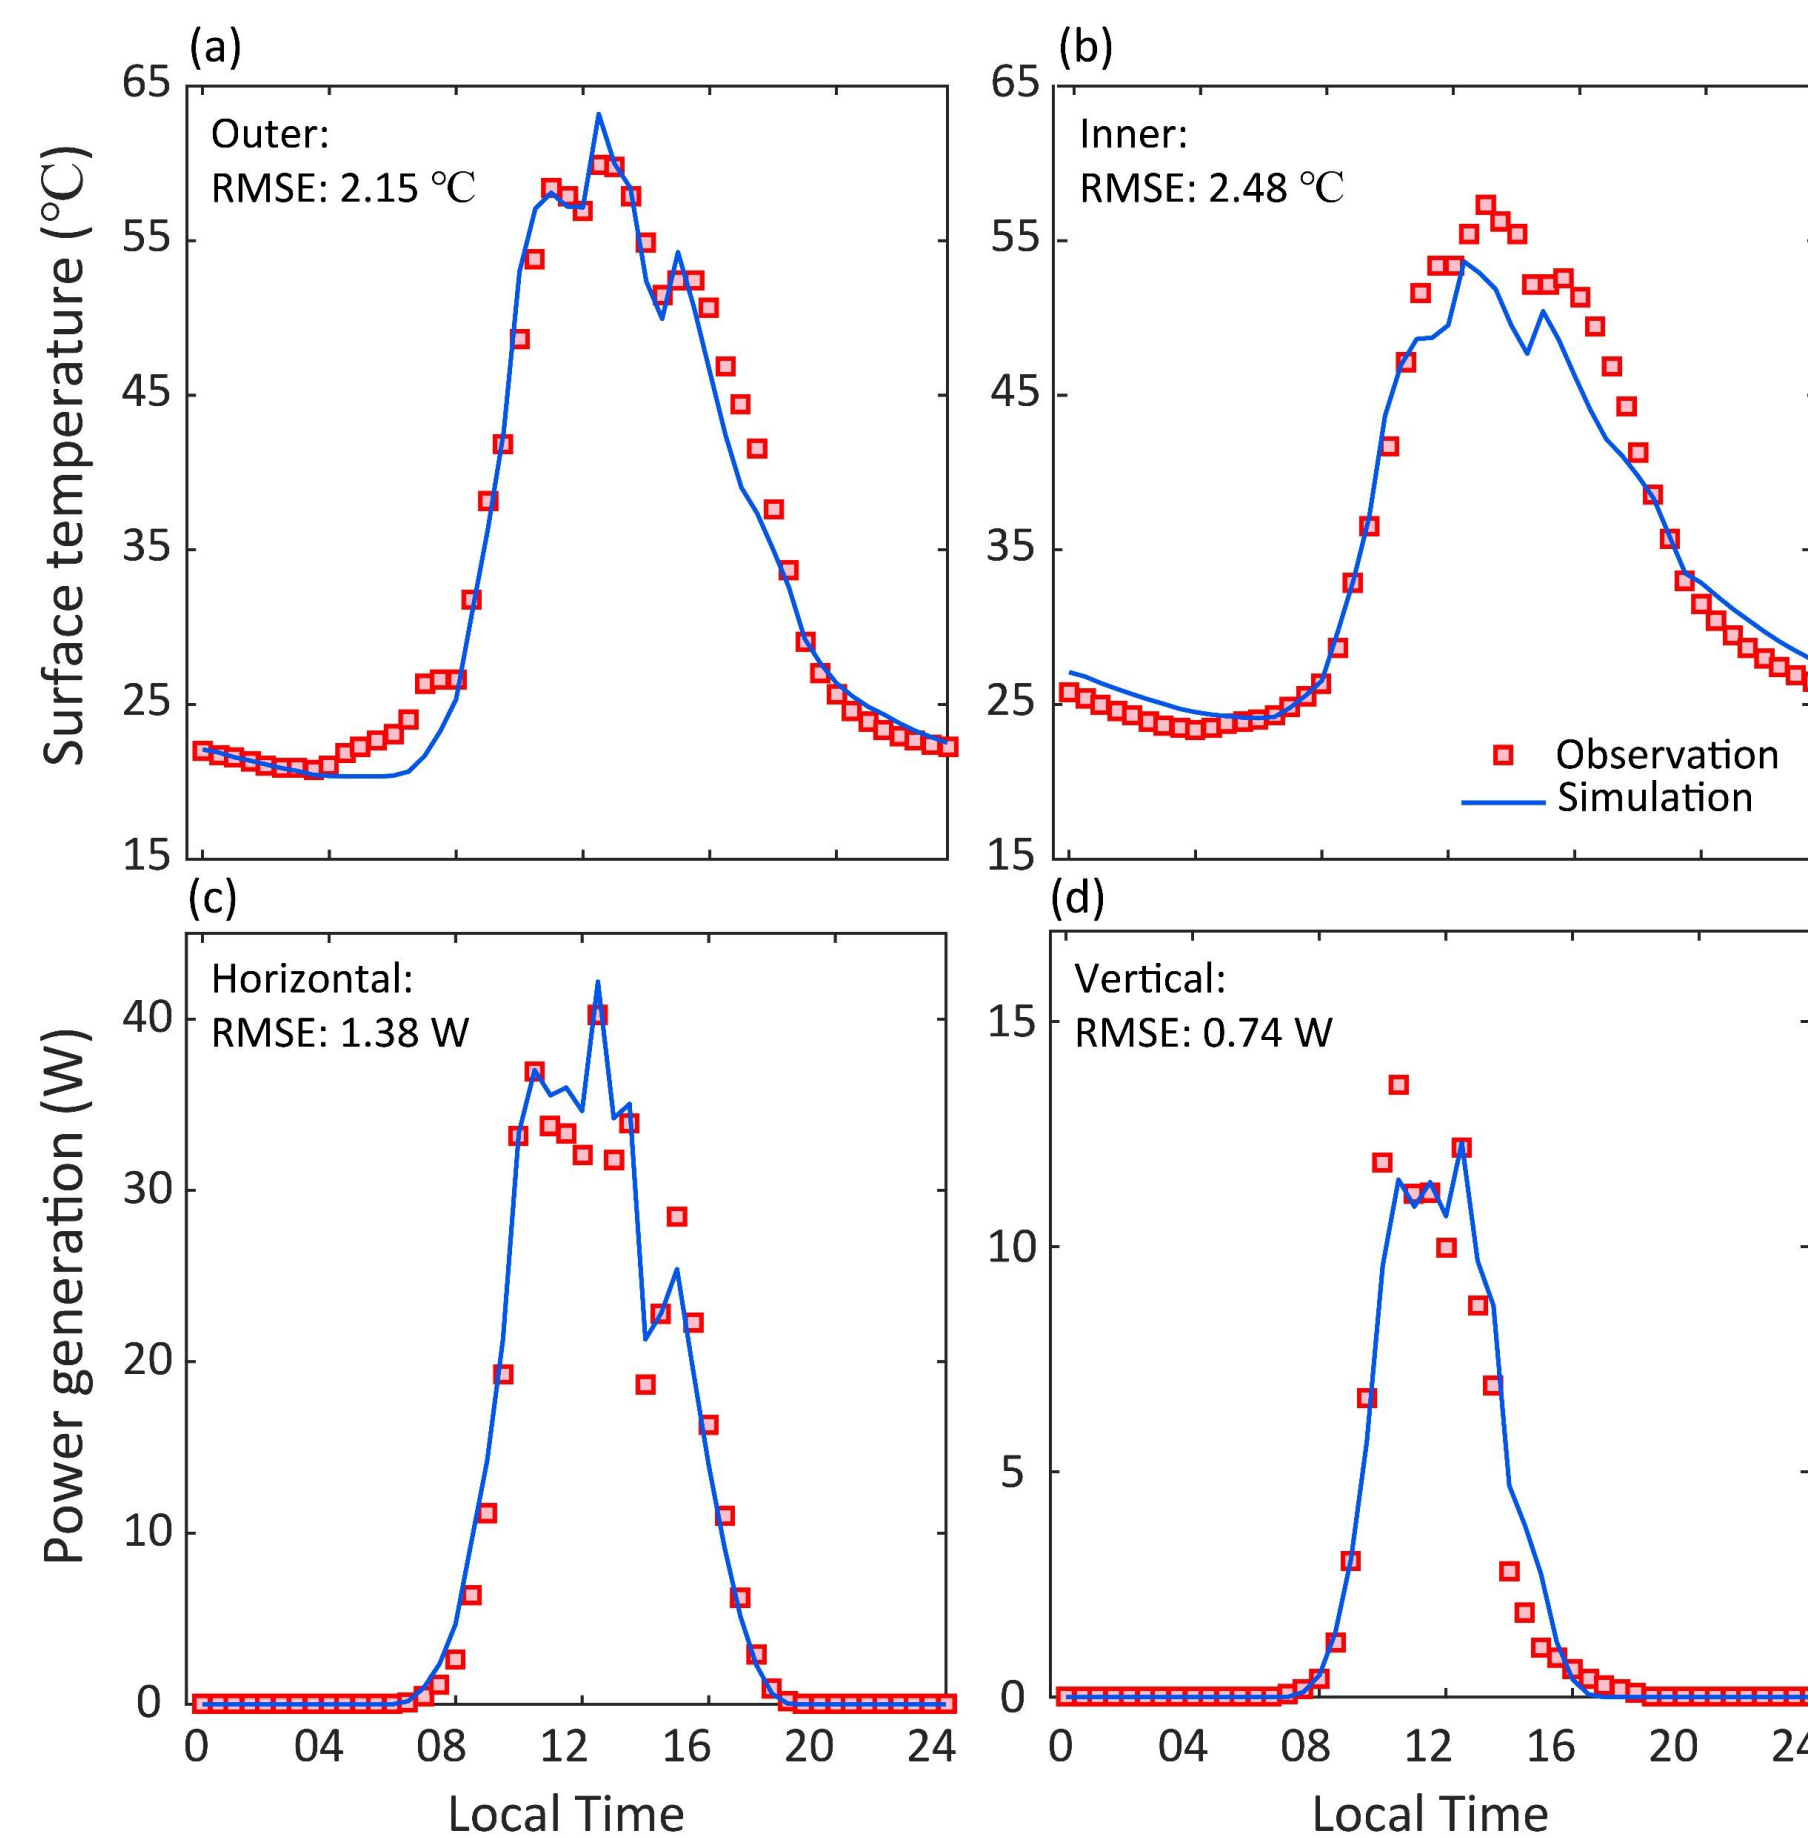 (a)
65
55
45
35
25
15
Surface temperature (°C)
Outer:
RMSE: 2.15 °C
(b)
65
55
45
35
25
15
Inner:
RMSE: 2.48 °C
Observation
Simulation
(c)
40
30
20
10
0
Power generation (W)
Horizontal:
RMSE: 1.38 W
0 04 08 12 16 20 24
Local Time
(d)
15
10
5
0
Vertical:
RMSE: 0.74 W
0 04 08 12 16 20 24
Local Time